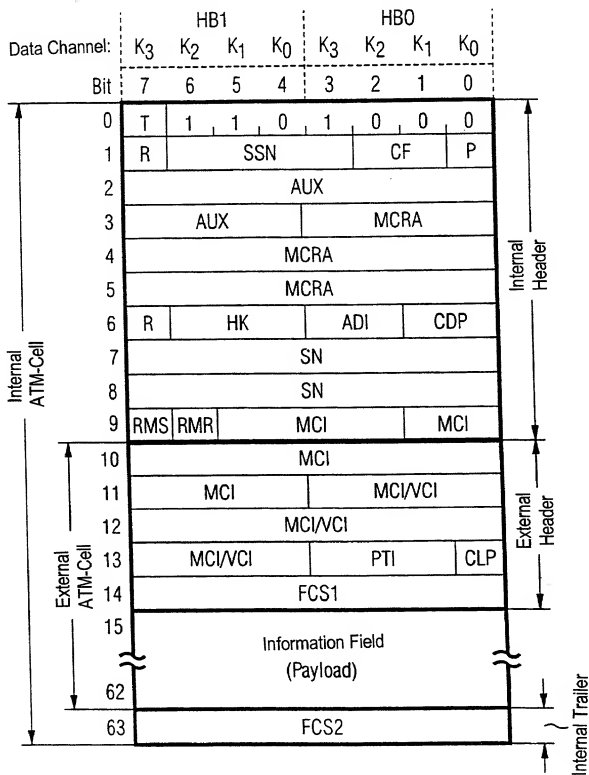 HB1 HB0
Data Channel: K3 K2 K1 K0 K3 K2 K1 K0
Bit 7 6 5 4 3 2 1 0
0 T 1 1 0 1 0 0 0
1 R SSN CF P
2 AUX
3 AUX MCRA
4 MCRA
5 MCRA
6 R HK ADI CDP
7 SN
8 SN
9 RMS RMR MCI MCI
10 MCI
11 MCI MCI/VCI
12 MCI/VCI
13 MCI/VCI PTI CLP
14 FCS1
15
Information Field
(Payload)
62
63 FCS2
Internal
ATM-Cell
External
ATM-Cell
Internal
Header
External
Header
Internal Trailer